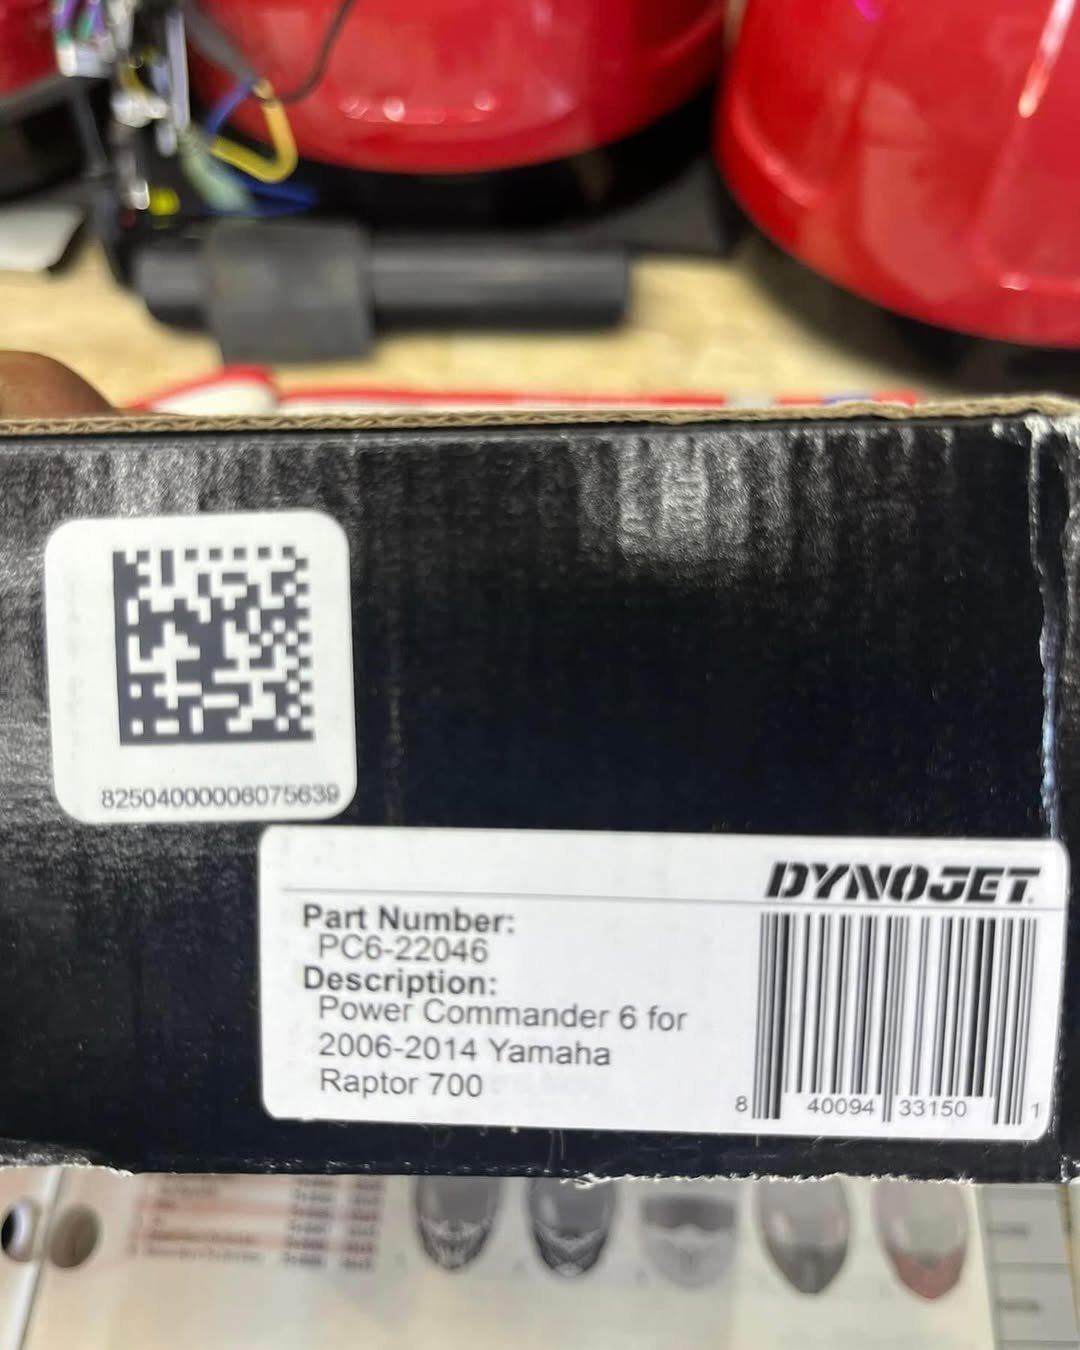 82504000006075639
DYNOJET
Part Number:
PC6-22046
Description:
Power Commander 6 for
2006-2014 Yamaha
Raptor 700
8 40094 33150 1